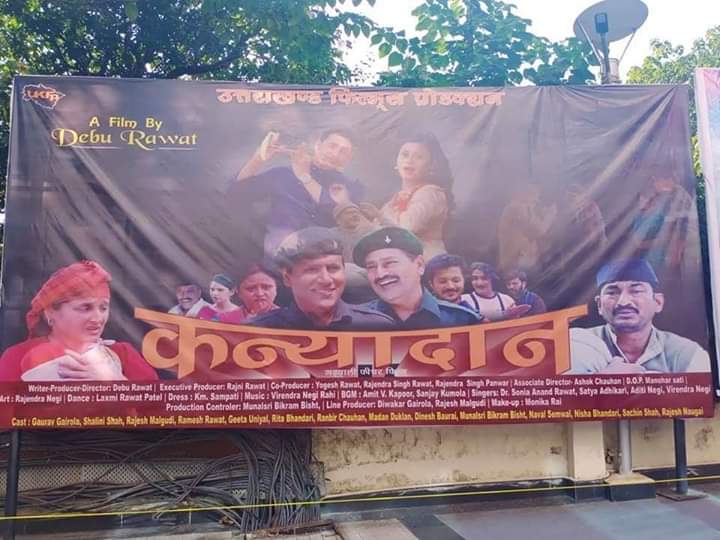 UKFP
उत्तराखण्ड फिल्म्स प्रोडक्शन
A Film By
Debu Rawat
कन्यादान
गढ़वाली फीचर फिल्म
Writer-Producer-Director: Debu Rawat | Executive Producer: Rajni Rawat | Co-Producer : Yogesh Rawat, Rajendra Singh Rawat, Rajendra Singh Panwar | Associate Director- Ashok Chauhan | D.O.P. Manohar sati |
Art : Rajendra Negi | Dance : Laxmi Rawat Patel | Dress : Km. Sampati | Music : Virendra Negi Rahi | BGM : Amit V. Kapoor, Sanjay Kumola | Singers: Dr. Sonia Anand Rawat, Satya Adhikari, Aditi Negi, Virendra Negi
Production Controler: Munalsri Bikram Bisht, | Line Producer: Diwakar Gairola, Rajesh Malgudi | Make-up : Monika Rai
Cast : Gaurav Gairola, Shalini Shah, Rajesh Malgudi, Ramesh Rawat, Geeta Uniyal, Rita Bhandari, Ranbir Chauhan, Madan Duklan, Dinesh Baurai, Munalsri Bikram Bisht, Naval Semwal, Nisha Bhandari, Sachin Shah, Rajesh Naugai